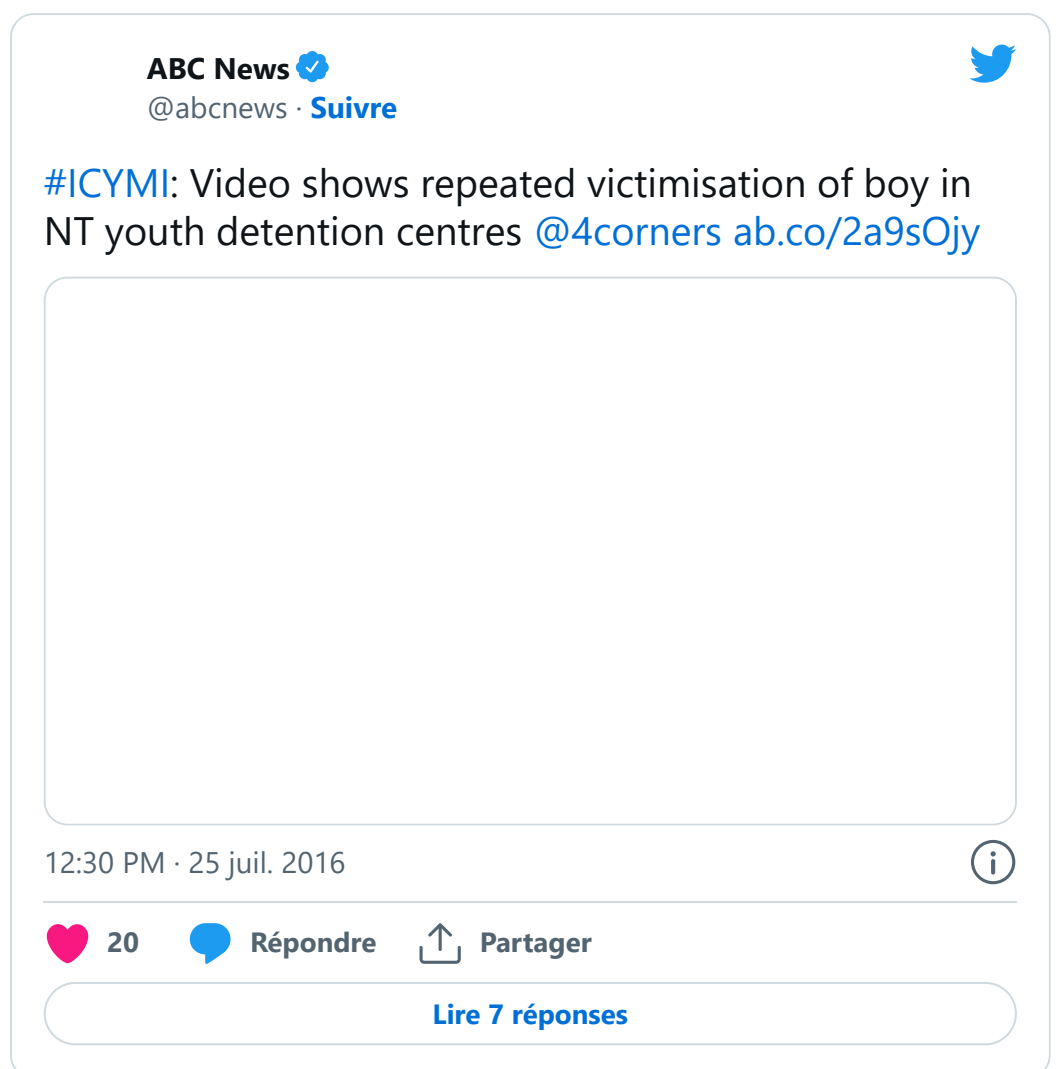 ABC News
@abcnews · Suivre
#ICYMI: Video shows repeated victimisation of boy in
NT youth detention centres @4corners ab.co/2a9sOjy
12:30 PM · 25 juil. 2016
20 Répondre Partager
Lire 7 réponses